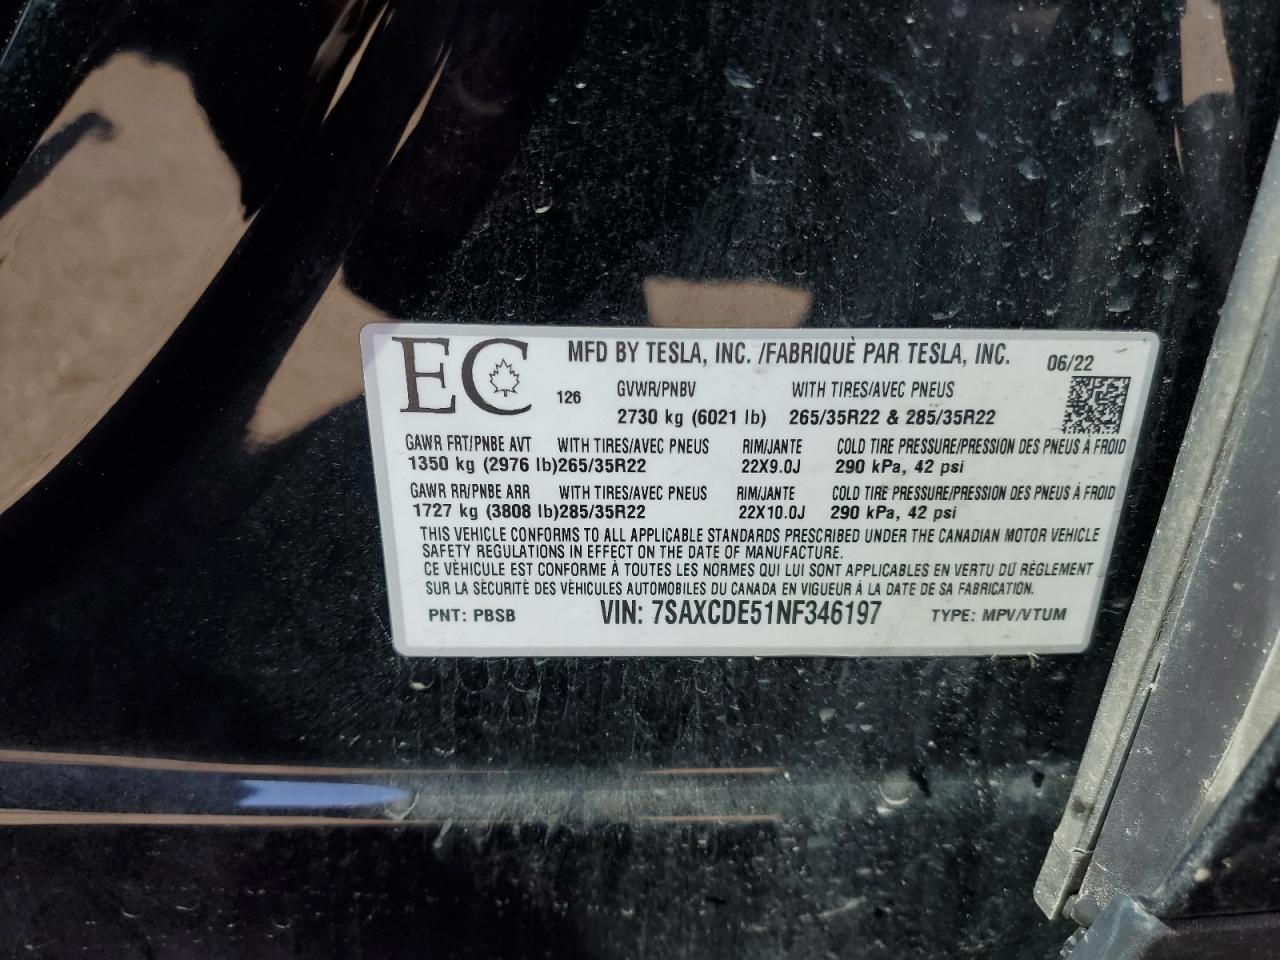 EC
126
MFD BY TESLA, INC. /FABRIQUÈ PAR TESLA, INC. 06/22
GVWR/PNBV WITH TIRES/AVEC PNEUS
2730 kg (6021 lb) 265/35R22 & 285/35R22
GAWR FRT/PNBE AVT WITH TIRES/AVEC PNEUS RIM/JANTE COLD TIRE PRESSURE/PRESSION DES PNEUS À FROID
1350 kg (2976 lb)265/35R22 22X9.0J 290 kPa, 42 psi
GAWR RR/PNBE ARR WITH TIRES/AVEC PNEUS RIM/JANTE COLD TIRE PRESSURE/PRESSION DES PNEUS À FROID
1727 kg (3808 lb)285/35R22 22X10.0J 290 kPa, 42 psi
THIS VEHICLE CONFORMS TO ALL APPLICABLE STANDARDS PRESCRIBED UNDER THE CANADIAN MOTOR VEHICLE
SAFETY REGULATIONS IN EFFECT ON THE DATE OF MANUFACTURE.
CE VÉHICULE EST CONFORME À TOUTES LES NORMES QUI LUI SONT APPLICABLES EN VERTU DU RÉGLEMENT
SUR LA SÈCURITÉ DES VÈHICULES AUTOMOBILES DU CANADA EN VIGUEUR À LA DATE DE SA FABRICATION.
PNT: PBSB VIN: 7SAXCDE51NF346197 TYPE: MPV/VTUM